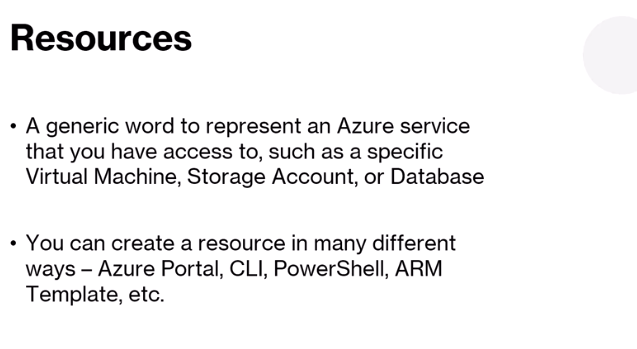 Resources
• A generic word to represent an Azure service
that you have access to, such as a specific
Virtual Machine, Storage Account, or Database
• You can create a resource in many different
ways – Azure Portal, CLI, PowerShell, ARM
Template, etc.